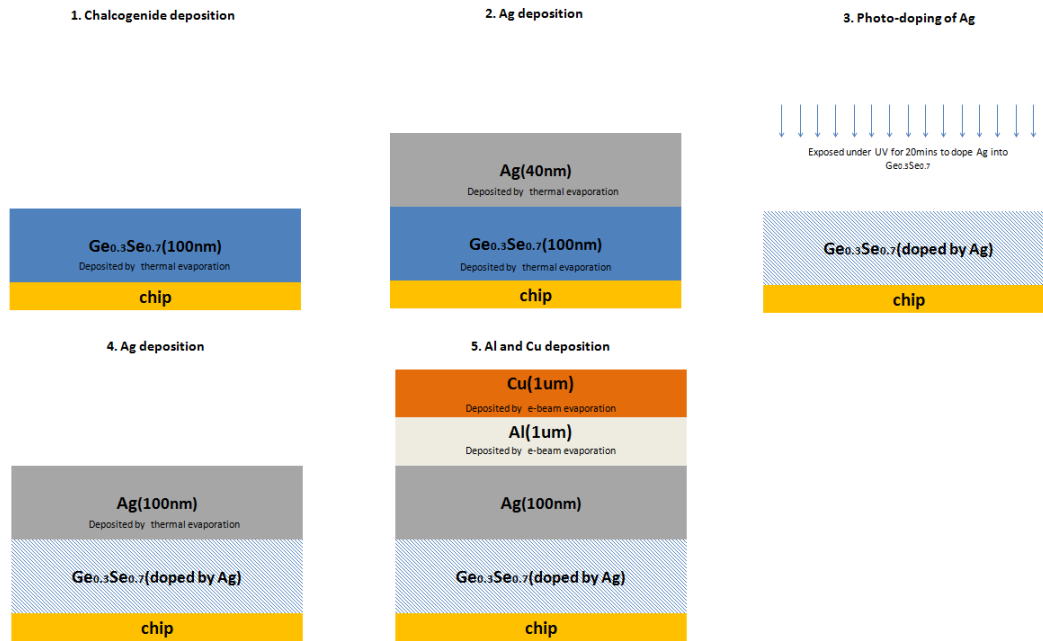 1. Chalcogenide deposition
Ge0.3Se0.7(100nm)
Deposited by thermal evaporation
chip
2. Ag deposition
Ag(40nm)
Deposited by thermal evaporation
Ge0.3Se0.7(100nm)
Deposited by thermal evaporation
chip
3. Photo-doping of Ag
Exposed under UV for 20mins to dope Ag into
Ge0.3Se0.7
Ge0.3Se0.7(doped by Ag)
chip
4. Ag deposition
Ag(100nm)
Deposited by thermal evaporation
Ge0.3Se0.7(doped by Ag)
chip
5. Al and Cu deposition
Cu(1um)
Deposited by e-beam evaporation
Al(1um)
Deposited by e-beam evaporation
Ag(100nm)
Ge0.3Se0.7(doped by Ag)
chip